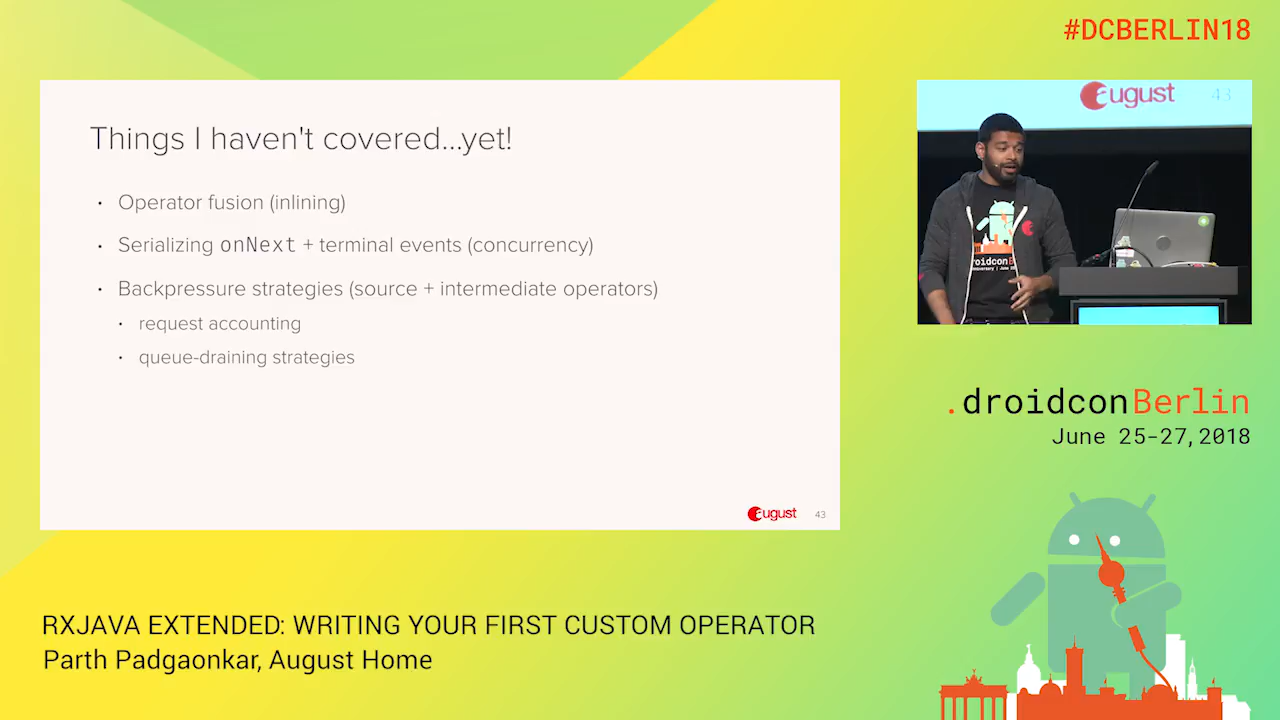 #DCBERLIN18
Things I haven't covered...yet!
• Operator fusion (inlining)
• Serializing onNext + terminal events (concurrency)
• Backpressure strategies (source + intermediate operators)
• request accounting
• queue-draining strategies
august 43
august 43
droidconBe
.droidconBerlin
June 25-27,2018
RXJAVA EXTENDED: WRITING YOUR FIRST CUSTOM OPERATOR
Parth Padgaonkar, August Home